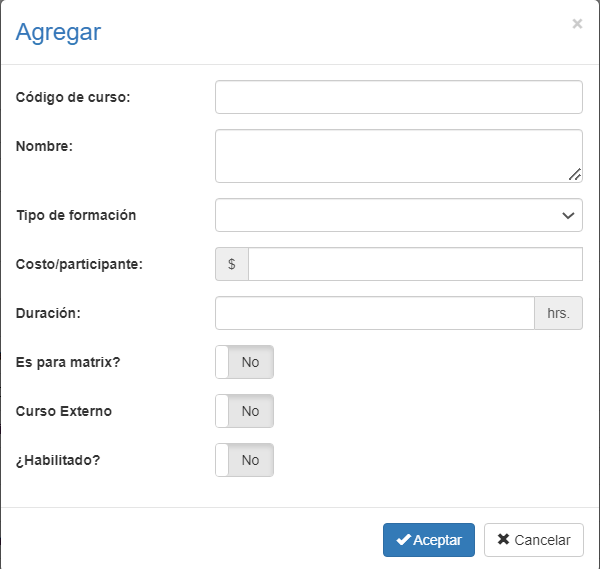 Agregar
×
Código de curso:
Nombre:
Tipo de formación
Costo/participante: $
Duración: hrs.
Es para matrix? No
Curso Externo No
¿Habilitado? No
Aceptar Cancelar